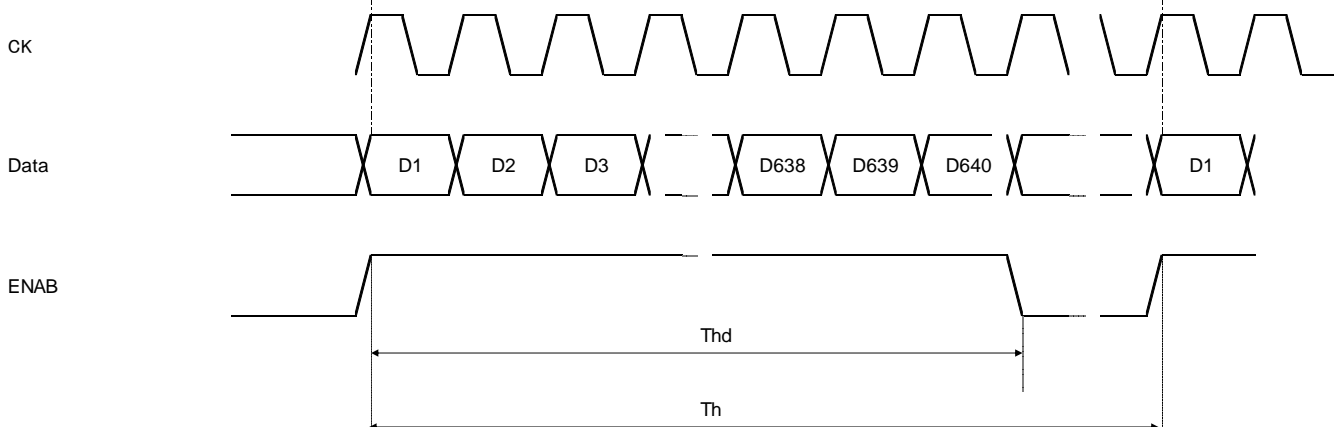 CK
Data
D1 D2 D3 D638 D639 D640 D1
ENAB
Thd
Th